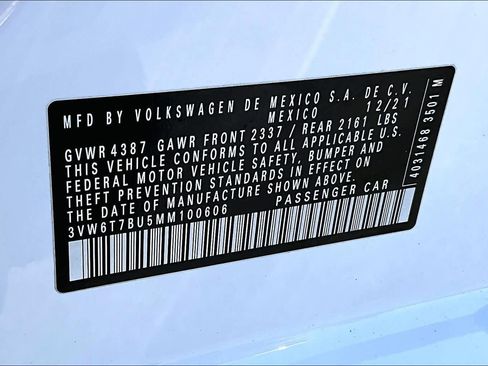 MFD BY VOLKSWAGEN DE MEXICO S.A. DE C.V.
MEXICO 12/21
GVWR 4387 GAWR FRONT 2337 / REAR 2161 LBS
THIS VEHICLE CONFORMS TO ALL APPLICABLE U.S.
FEDERAL MOTOR VEHICLE SAFETY, BUMPER AND
THEFT PREVENTION STANDARDS IN EFFECT ON
THE DATE OF MANUFACTURE SHOWN ABOVE.
3VW6T7BU5MM100606 PASSENGER CAR
40311468 3501 M